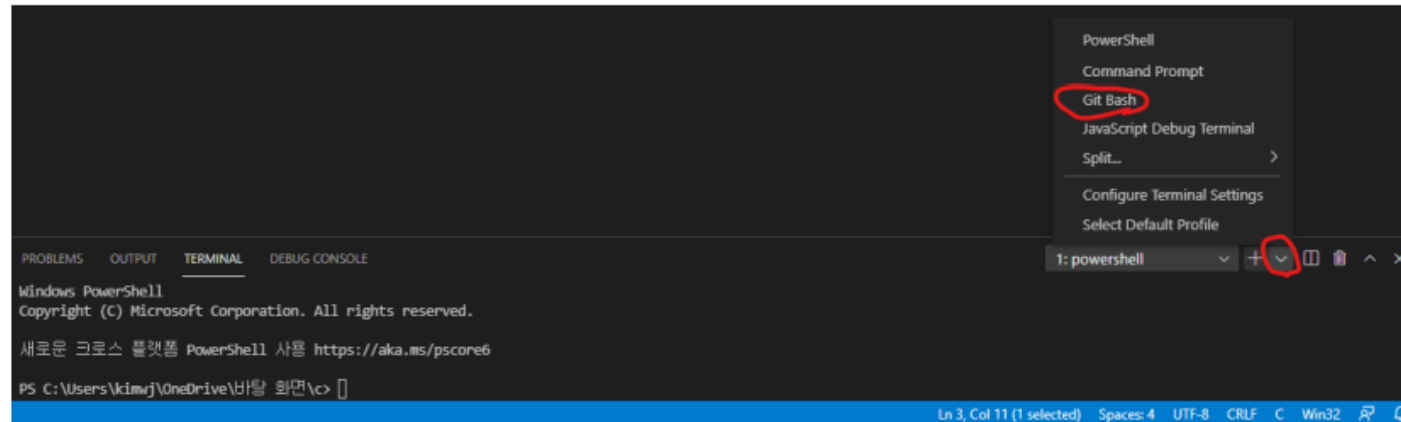 PowerShell
Command Prompt
Git Bash
JavaScript Debug Terminal
Split...
Configure Terminal Settings
Select Default Profile
PROBLEMS OUTPUT TERMINAL DEBUG CONSOLE 1: powershell
Windows PowerShell
Copyright (C) Microsoft Corporation. All rights reserved.
새로운 크로스 플랫폼 PowerShell 사용 https://aka.ms/pscore6
PS C:\Users\kimwj\OneDrive\바탕 화면\c>
Ln 3, Col 11 (1 selected) Spaces: 4 UTF-8 CRLF C Win32